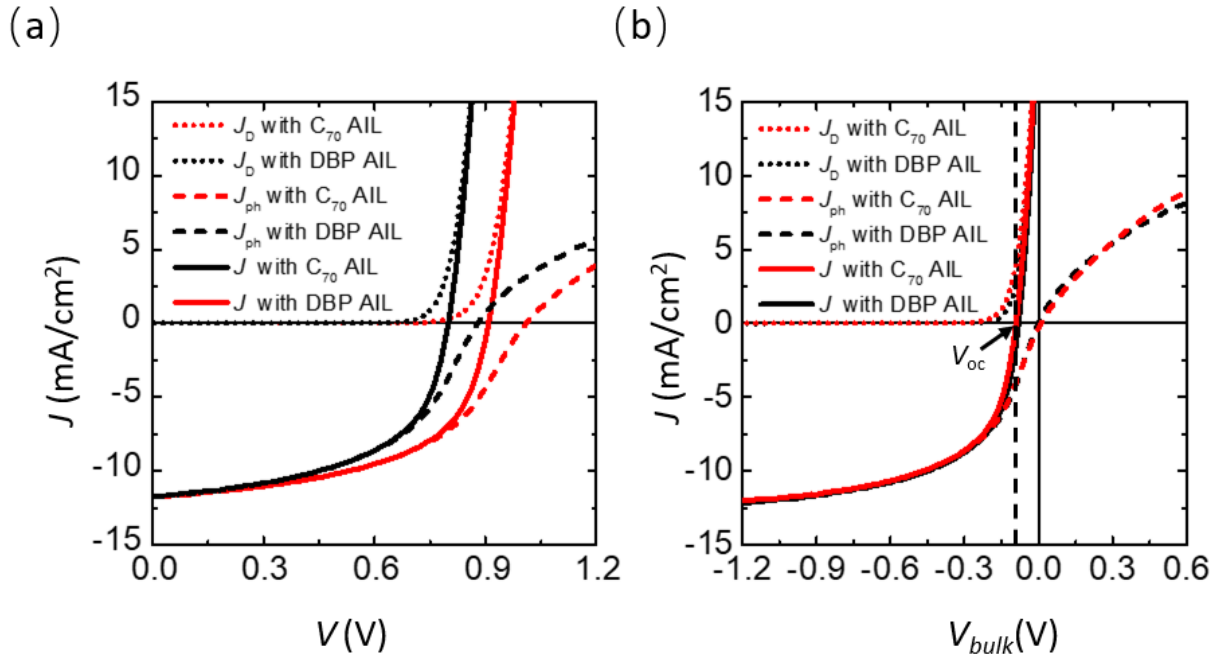 (a)
15
10
5
0
-5
-10
-15
0.0 0.3 0.6 0.9 1.2
J (mA/cm²)
V (V)
J_D with C₇₀ AIL
J_D with DBP AIL
J_ph with C₇₀ AIL
J_ph with DBP AIL
J with C₇₀ AIL
J with DBP AIL
(b)
15
10
5
0
-5
-10
-15
-1.2 -0.9 -0.6 -0.3 0.0 0.3 0.6
J (mA/cm²)
V_bulk(V)
J_D with C₇₀ AIL
J_D with DBP AIL
J_ph with C₇₀ AIL
J_ph with DBP AIL
J with C₇₀ AIL
J with DBP AIL
V_oc